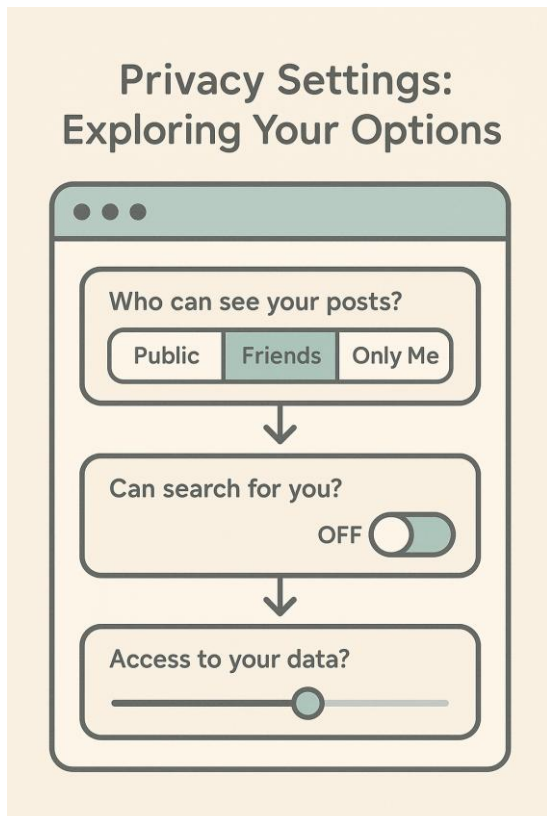 Privacy Settings:
Exploring Your Options
Who can see your posts?
Public Friends Only Me
Can search for you?
OFF
Access to your data?